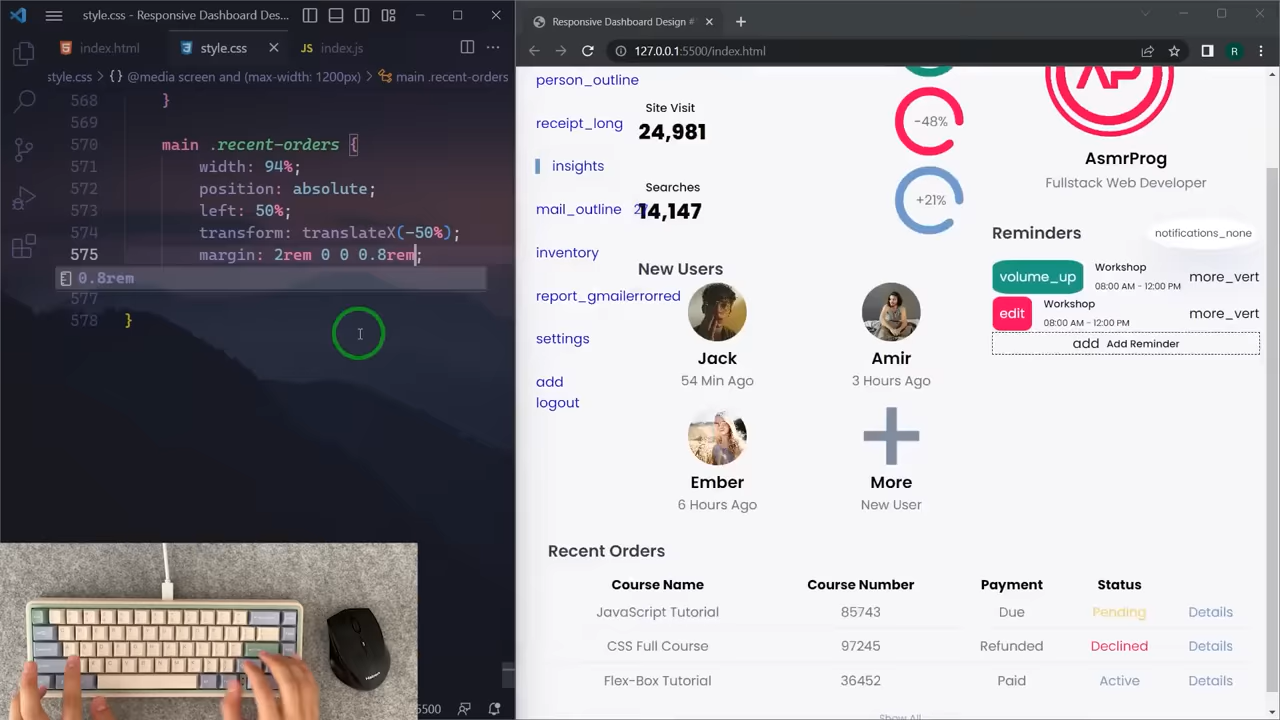 style.css - Responsive Dashboard Des...
index.html
style.css
index.js
style.css
@media screen and (max-width: 1200px)
main .recent-orders
568 }
569
570 main .recent-orders {
571 width: 94%;
572 position: absolute;
573 left: 50%;
574 transform: translateX(-50%);
575 margin: 2rem 0 0 0.8rem;
0.8rem
577
578 }
5500
Responsive Dashboard Design #
127.0.0.1:5500/index.html
R
person_outline
receipt_long
insights
mail_outline
inventory
report_gmailerrorred
settings
add
logout
Site Visit
24,981
-48%
Searches
14,147
+21%
New Users
Jack
54 Min Ago
Amir
3 Hours Ago
Ember
6 Hours Ago
More
New User
AsmrProg
Fullstack Web Developer
Reminders
notifications_none
volume_up
Workshop
08:00 AM - 12:00 PM
more_vert
edit
Workshop
08:00 AM - 12:00 PM
more_vert
add Add Reminder
Recent Orders
Course Name Course Number Payment Status
JavaScript Tutorial 85743 Due Pending Details
CSS Full Course 97245 Refunded Declined Details
Flex-Box Tutorial 36452 Paid Active Details
Show All